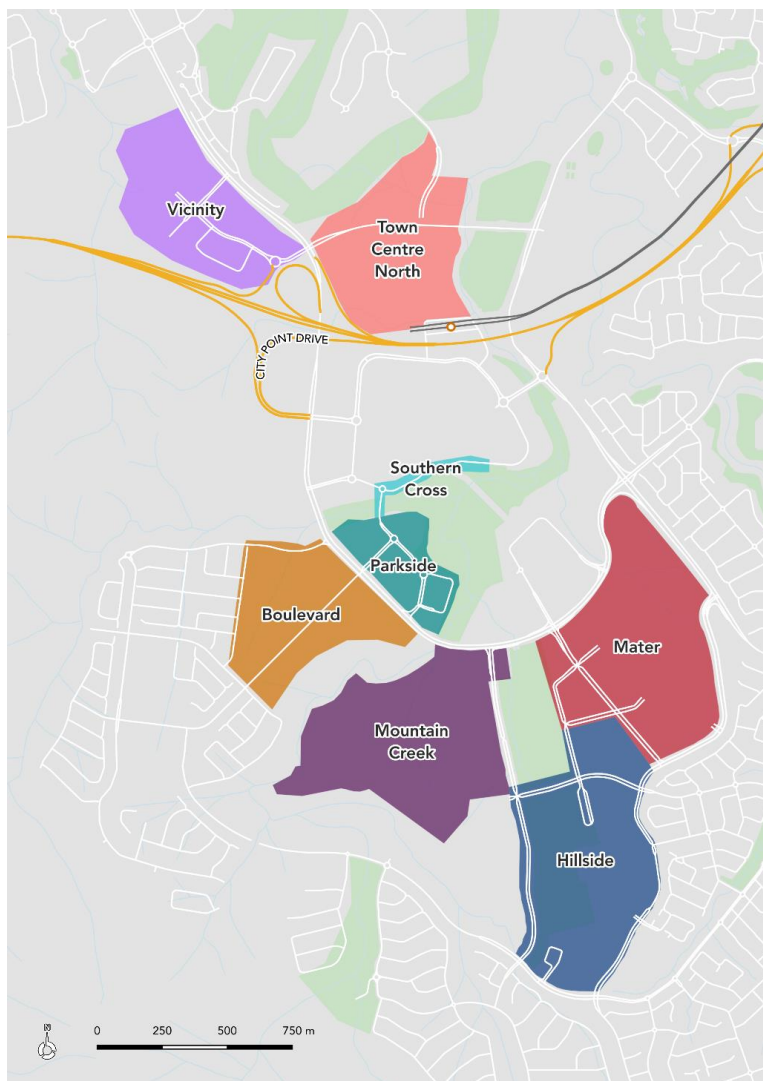 Vicinity
Town
Centre
North
CITY POINT DRIVE
Southern
Cross
Parkside
Boulevard
Mater
Mountain
Creek
Hillside
N
0 250 500 750 m